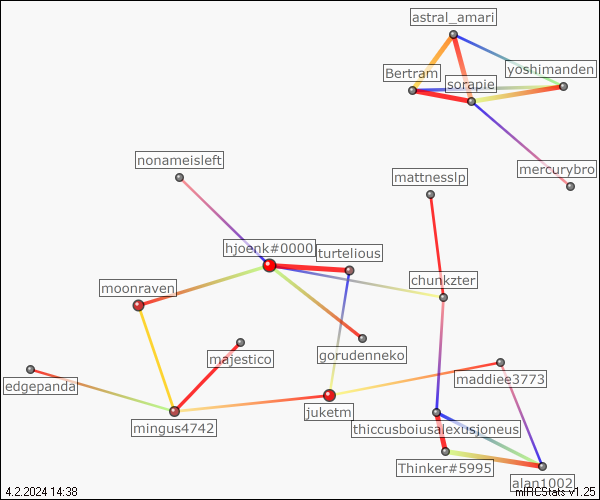 astral_amari
Bertram
yoshimanden
sorapie
nonameisleft
mercurybro
mattnesslp
hjoenk#0000
turtelious
moonraven
chunkzter
majestico
gorudenneko
edgepanda
maddiee3773
juketm
mingus4742
thiccusboiusalexusjoneus
Thinker#5995
alan1002
4.2.2024 14:38
mIRCStats v1.25